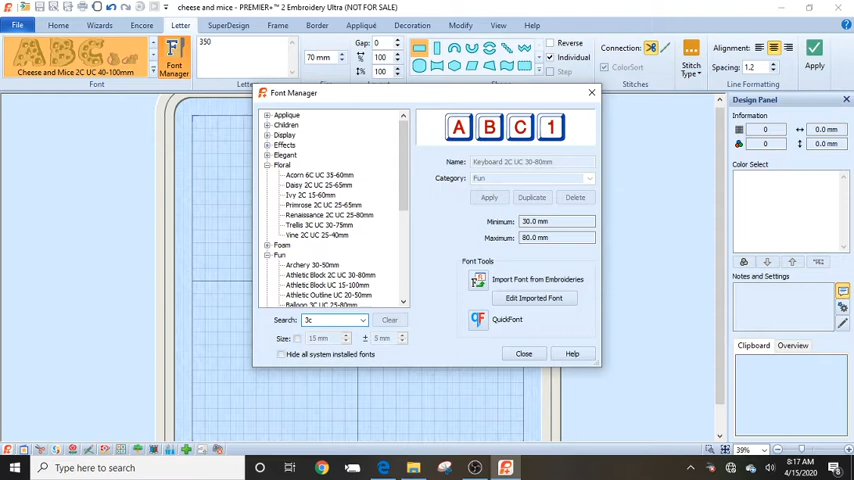 cheese and mice - PREMIER+™ 2 Embroidery Ultra (NOT FOR SALE)
File Home Wizards Encore Letter SuperDesign Frame Border Appliqué Decoration Modify View Help
ABC
Cheese and Mice 2C UC 40-100mm
Font
Manager
350
70 mm
Gap: 0
100
100
Reverse
Individual
Step
Connection:
ColorSort
Stitch
Type
Alignment:
Spacing: 1.2
Apply
Font
Stitches
Line Formatting
Apply
Font Manager
Applique
Children
Display
Effects
Elegant
Floral
Acorn 6C UC 35-60mm
Daisy 2C UC 25-65mm
Ivy 2C 15-60mm
Primrose 2C UC 25-65mm
Renaissance 2C UC 25-80mm
Trellis 3C UC 30-75mm
Vine 2C UC 25-40mm
Foam
Fun
Archery 30-50mm
Athletic Block 2C UC 30-80mm
Athletic Block UC 15-100mm
Athletic Outline UC 20-50mm
Balloon 3C UC 25-80mm
Search: 3c Clear
Size: 15 mm ± 5 mm
Hide all system installed fonts
A B C 1
Name: Keyboard 2C UC 30-80mm
Category: Fun
Apply Duplicate Delete
Minimum: 30.0 mm
Maximum: 80.0 mm
Font Tools
Import Font from Embroideries
Edit Imported Font
QuickFont
Close Help
Design Panel
Information
0 0.0 mm
0 0.0 mm
Color Select
Notes and Settings
Clipboard Overview
39%
Type here to search
8:17 AM
4/15/2020